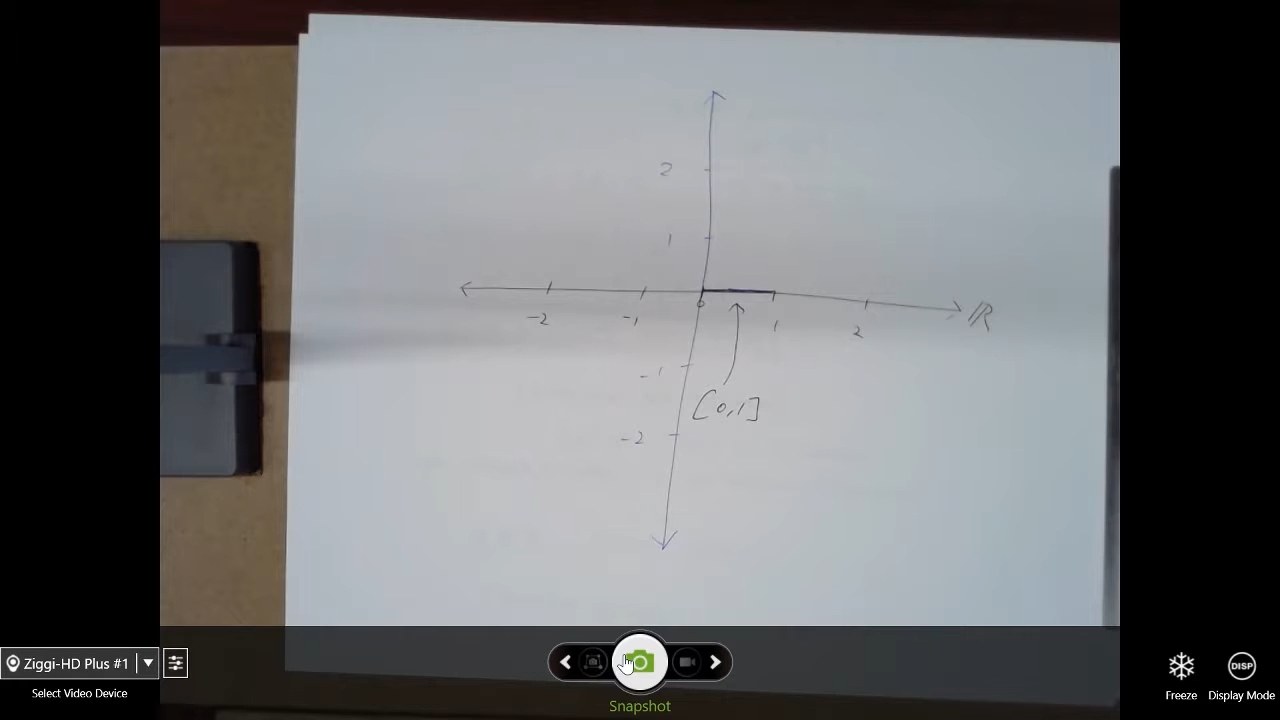 2
1
-2 -1 0 1 2 ℝ
-1
[0,1]
-2
Ziggi-HD Plus #1
Select Video Device
Snapshot
DISP
Freeze Display Mode